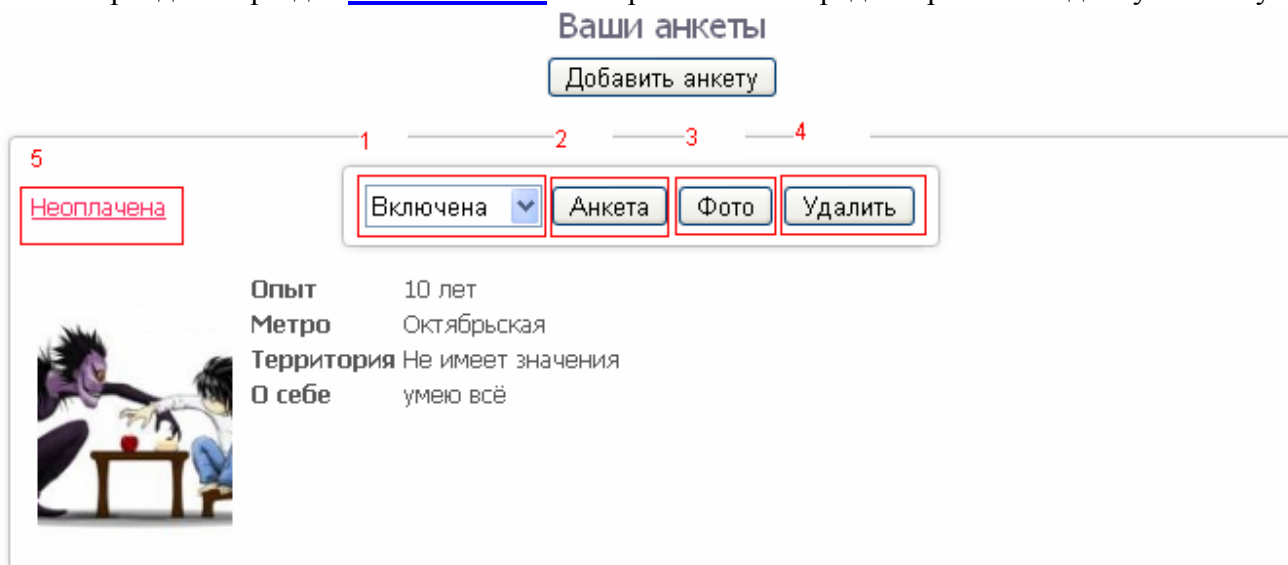 Ваши анкеты
Добавить анкету
1 2 3 4
5
Неоплачена Включена Анкета Фото Удалить
Опыт 10 лет
Метро Октябрьская
Территория Не имеет значения
О себе умею всё